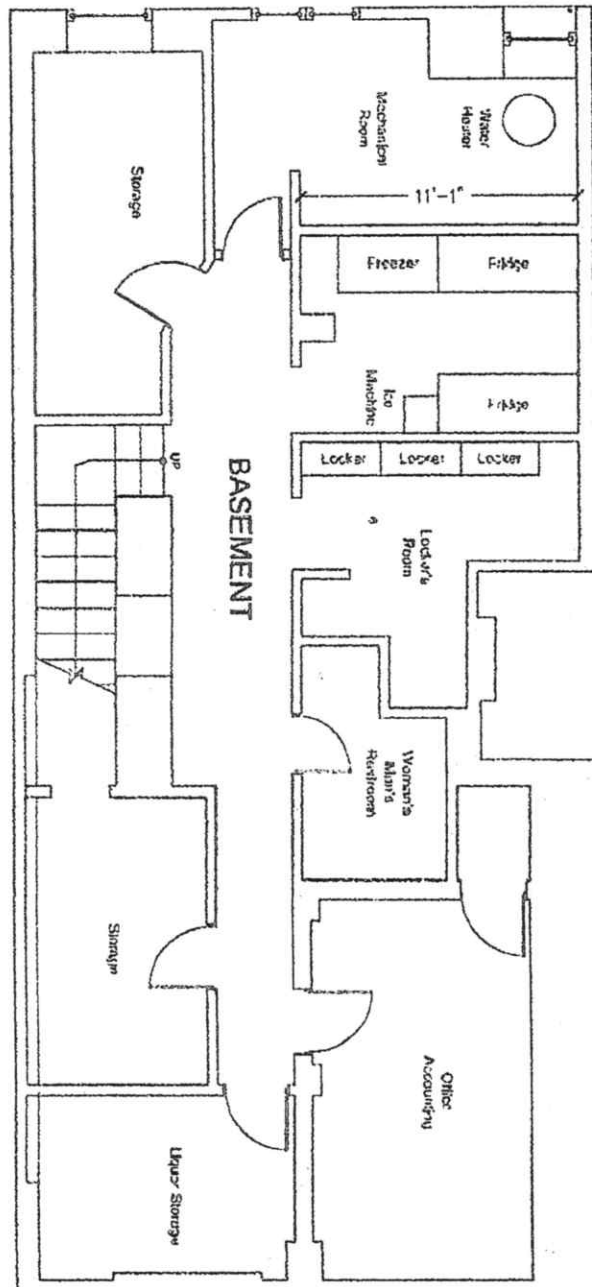 Water
Heater
Mechanical
Room
11'-1"
Storage
Freezer
Fridge
Ice
Machine
Fridge
Locker
Locker
Locker
UP
BASEMENT
Locker's
Room
Woman's
Man's
Restroom
Storage
Office
Accounting
Liquor Storage